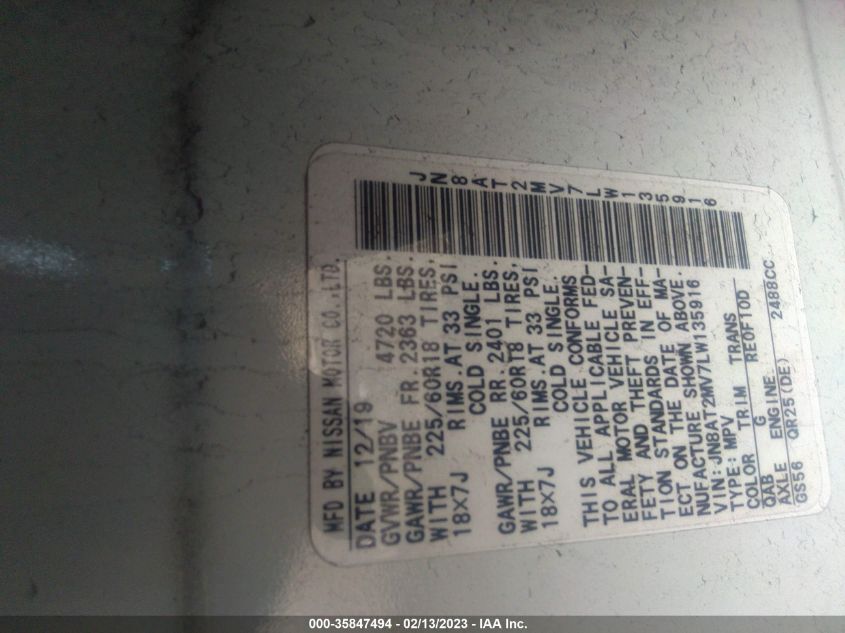 MFD BY NISSAN MOTOR CO.,LTD.
DATE 12/19
GVWR/PNBV 4720 LBS.
GAWR/PNBE FR.2363 LBS.
WITH 225/60R18 TIRES,
18×7J RIMS AT 33 PSI
COLD SINGLE.
GAWR/PNBE RR.2401 LBS.
WITH 225/60R18 TIRES,
18×7J RIMS.AT 33 PSI
COLD SINGLE.
THIS VEHICLE CONFORMS
TO ALL APPLICABLE FED-
ERAL MOTOR VEHICLE SA-
FETY AND THEFT PREVEN-
TION STANDARDS IN EFF-
ECT ON THE DATE OF MA-
NUFACTURE SHOWN ABOVE.
VIN:JN8AT2MV7LW135916
TYPE:MPV
COLOR TRIM TRANS
QAB G RE0F10D
AXLE ENGINE
GS56 QR25(DE) 2488CC
JN8AT2MV7LW135916
000-35847494 - 02/13/2023 - IAA Inc.